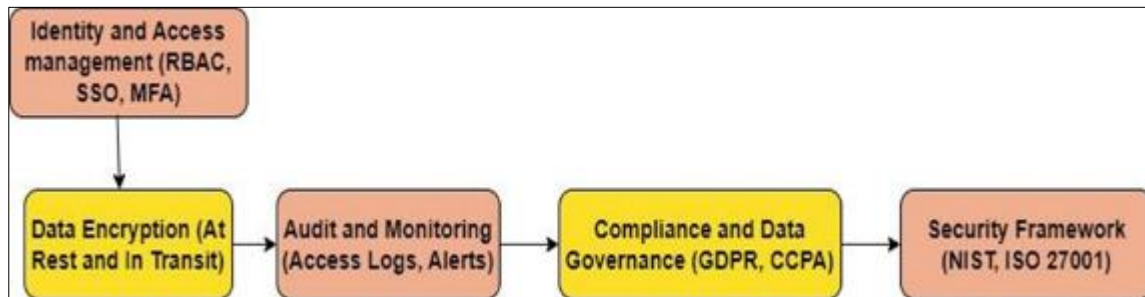 Identity and Access
management (RBAC,
SSO, MFA)
Data Encryption (At
Rest and In Transit)
Audit and Monitoring
(Access Logs, Alerts)
Compliance and Data
Governance (GDPR, CCPA)
Security Framework
(NIST, ISO 27001)